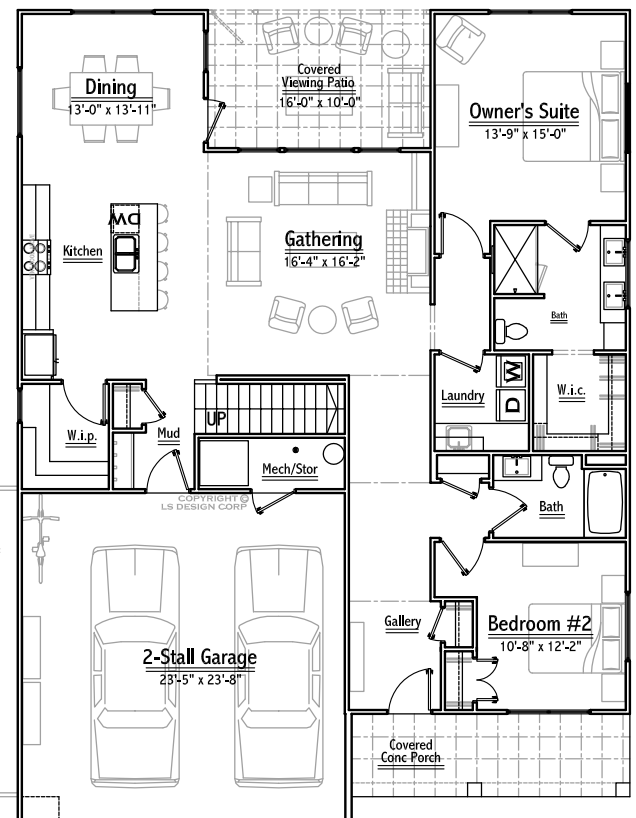 Covered
Viewing Patio
16'-0" x 10'-0"
Dining
13'-0" x 13'-11"
Owner's Suite
13'-9" x 15'-0"
DW
Kitchen
Gathering
16'-4" x 16'-2"
Bath
W
D
Laundry
W.i.c.
UP
W.i.p.
Mud
Mech/Stor
COPYRIGHT ©
LS DESIGN CORP
Bath
Gallery
Bedroom #2
10'-8" x 12'-2"
2-Stall Garage
23'-5" x 23'-8"
Covered
Conc Porch